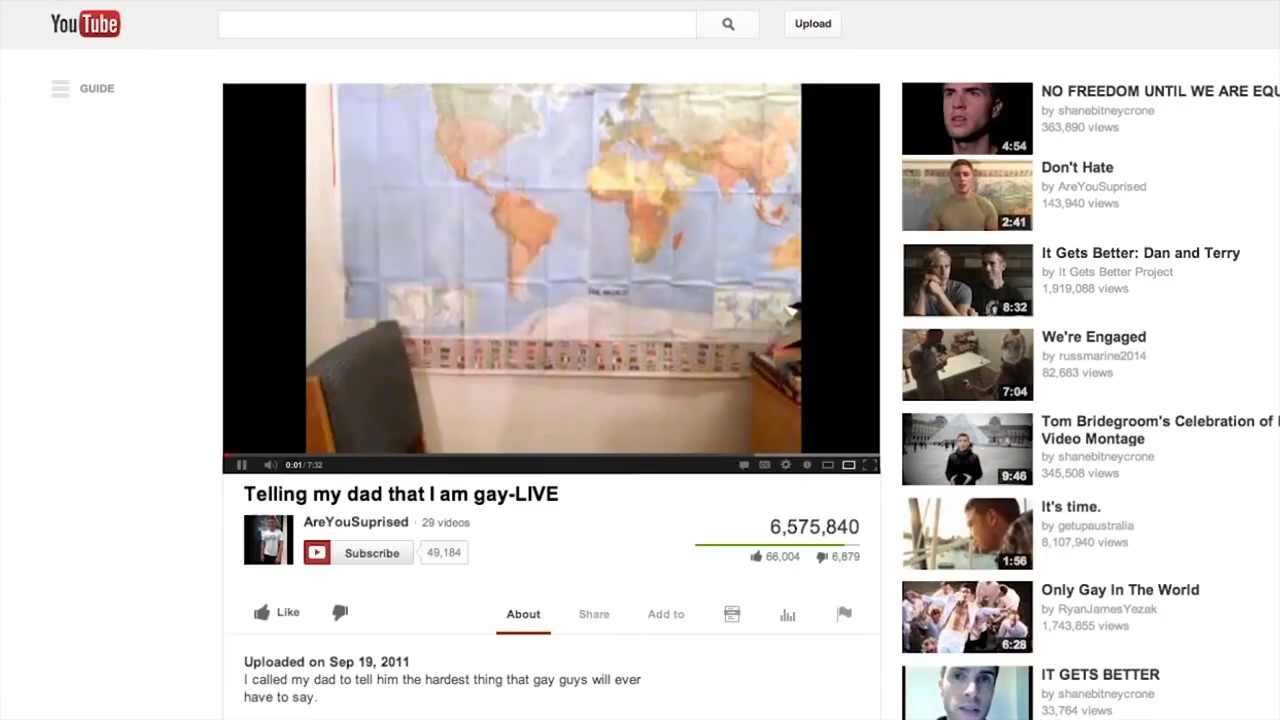 YouTube
Upload
GUIDE
0:01 / 7:32
Telling my dad that I am gay-LIVE
AreYouSuprised · 29 videos
Subscribe 49,184
6,575,840
66,004 6,879
Like
About Share Add to
Uploaded on Sep 19, 2011
I called my dad to tell him the hardest thing that gay guys will ever
have to say.
NO FREEDOM UNTIL WE ARE EQU
by shanebitneycrone
363,890 views
4:54
Don't Hate
by AreYouSuprised
143,940 views
2:41
It Gets Better: Dan and Terry
by It Gets Better Project
1,919,088 views
8:32
We're Engaged
by russmarine2014
82,683 views
7:04
Tom Bridegroom's Celebration of
Video Montage
by shanebitneycrone
345,508 views
9:46
It's time.
by getupaustralia
8,107,940 views
1:56
Only Gay In The World
by RyanJamesYezak
1,743,855 views
6:28
IT GETS BETTER
by shanebitneycrone
33,764 views